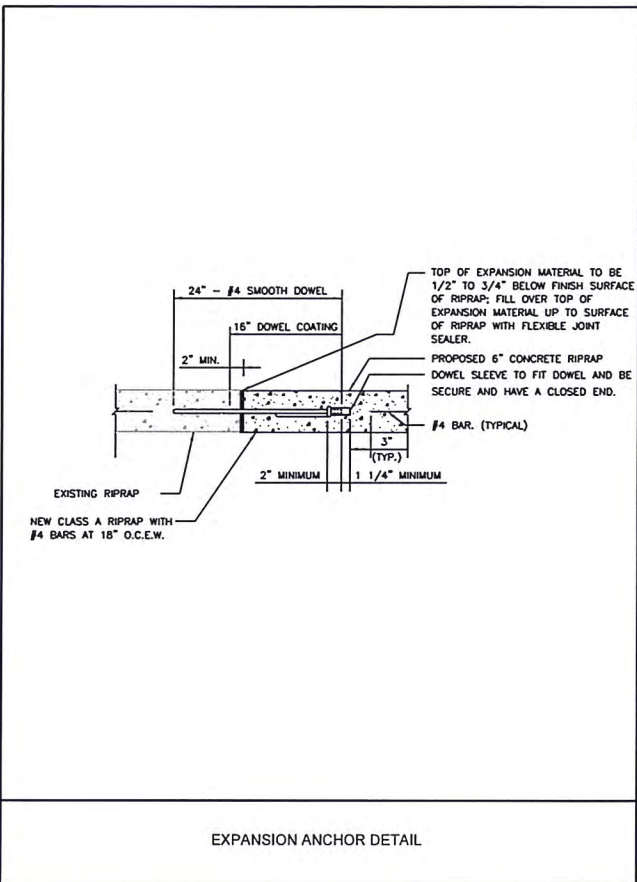 TOP OF EXPANSION MATERIAL TO BE
1/2" TO 3/4" BELOW FINISH SURFACE
OF RIPRAP; FILL OVER TOP OF
EXPANSION MATERIAL UP TO SURFACE
OF RIPRAP WITH FLEXIBLE JOINT
SEALER.
24" - #4 SMOOTH DOWEL
16" DOWEL COATING
2" MIN.
PROPOSED 6" CONCRETE RIPRAP
DOWEL SLEEVE TO FIT DOWEL AND BE
SECURE AND HAVE A CLOSED END.
#4 BAR. (TYPICAL)
3"
(TYP.)
2" MINIMUM
1 1/4" MINIMUM
EXISTING RIPRAP
NEW CLASS A RIPRAP WITH
#4 BARS AT 18" O.C.E.W.
EXPANSION ANCHOR DETAIL